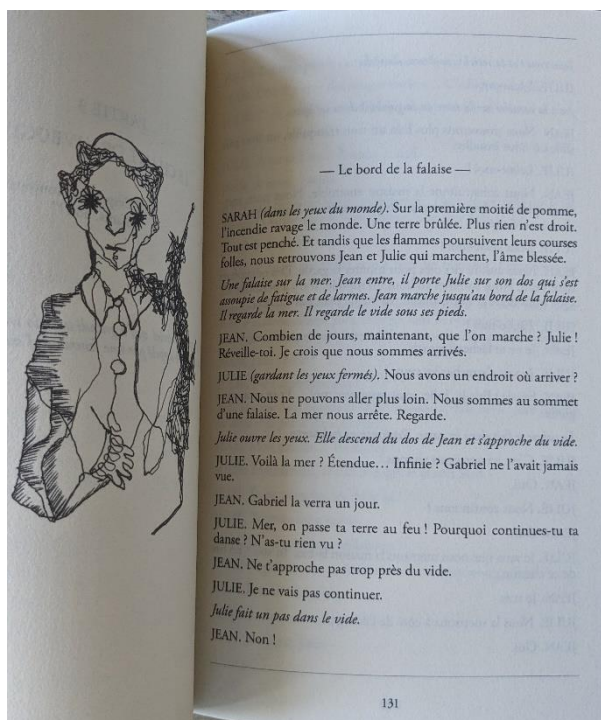 — Le bord de la falaise —
SARAH (dans les yeux du monde). Sur la première moitié de pomme,
l'incendie ravage le monde. Une terre brûlée. Plus rien n'est droit.
Tout est penché. Et tandis que les flammes poursuivent leurs courses
folles, nous retrouvons Jean et Julie qui marchent, l'âme blessée.
Une falaise sur la mer. Jean entre, il porte Julie sur son dos qui s'est
assoupie de fatigue et de larmes. Jean marche jusqu'au bord de la falaise.
Il regarde la mer. Il regarde le vide sous ses pieds.
JEAN. Combien de jours, maintenant, que l'on marche ? Julie !
Réveille-toi. Je crois que nous sommes arrivés.
JULIE (gardant les yeux fermés). Nous avons un endroit où arriver ?
JEAN. Nous ne pouvons aller plus loin. Nous sommes au sommet
d'une falaise. La mer nous arrête. Regarde.
Julie ouvre les yeux. Elle descend du dos de Jean et s'approche du vide.
JULIE. Voilà la mer ? Étendue… Infinie ? Gabriel ne l'avait jamais
vue.
JEAN. Gabriel la verra un jour.
JULIE. Mer, on passe ta terre au feu ! Pourquoi continues-tu ta
danse ? N'as-tu rien vu ?
JEAN. Ne t'approche pas trop près du vide.
JULIE. Je ne vais pas continuer.
Julie fait un pas dans le vide.
JEAN. Non !
131